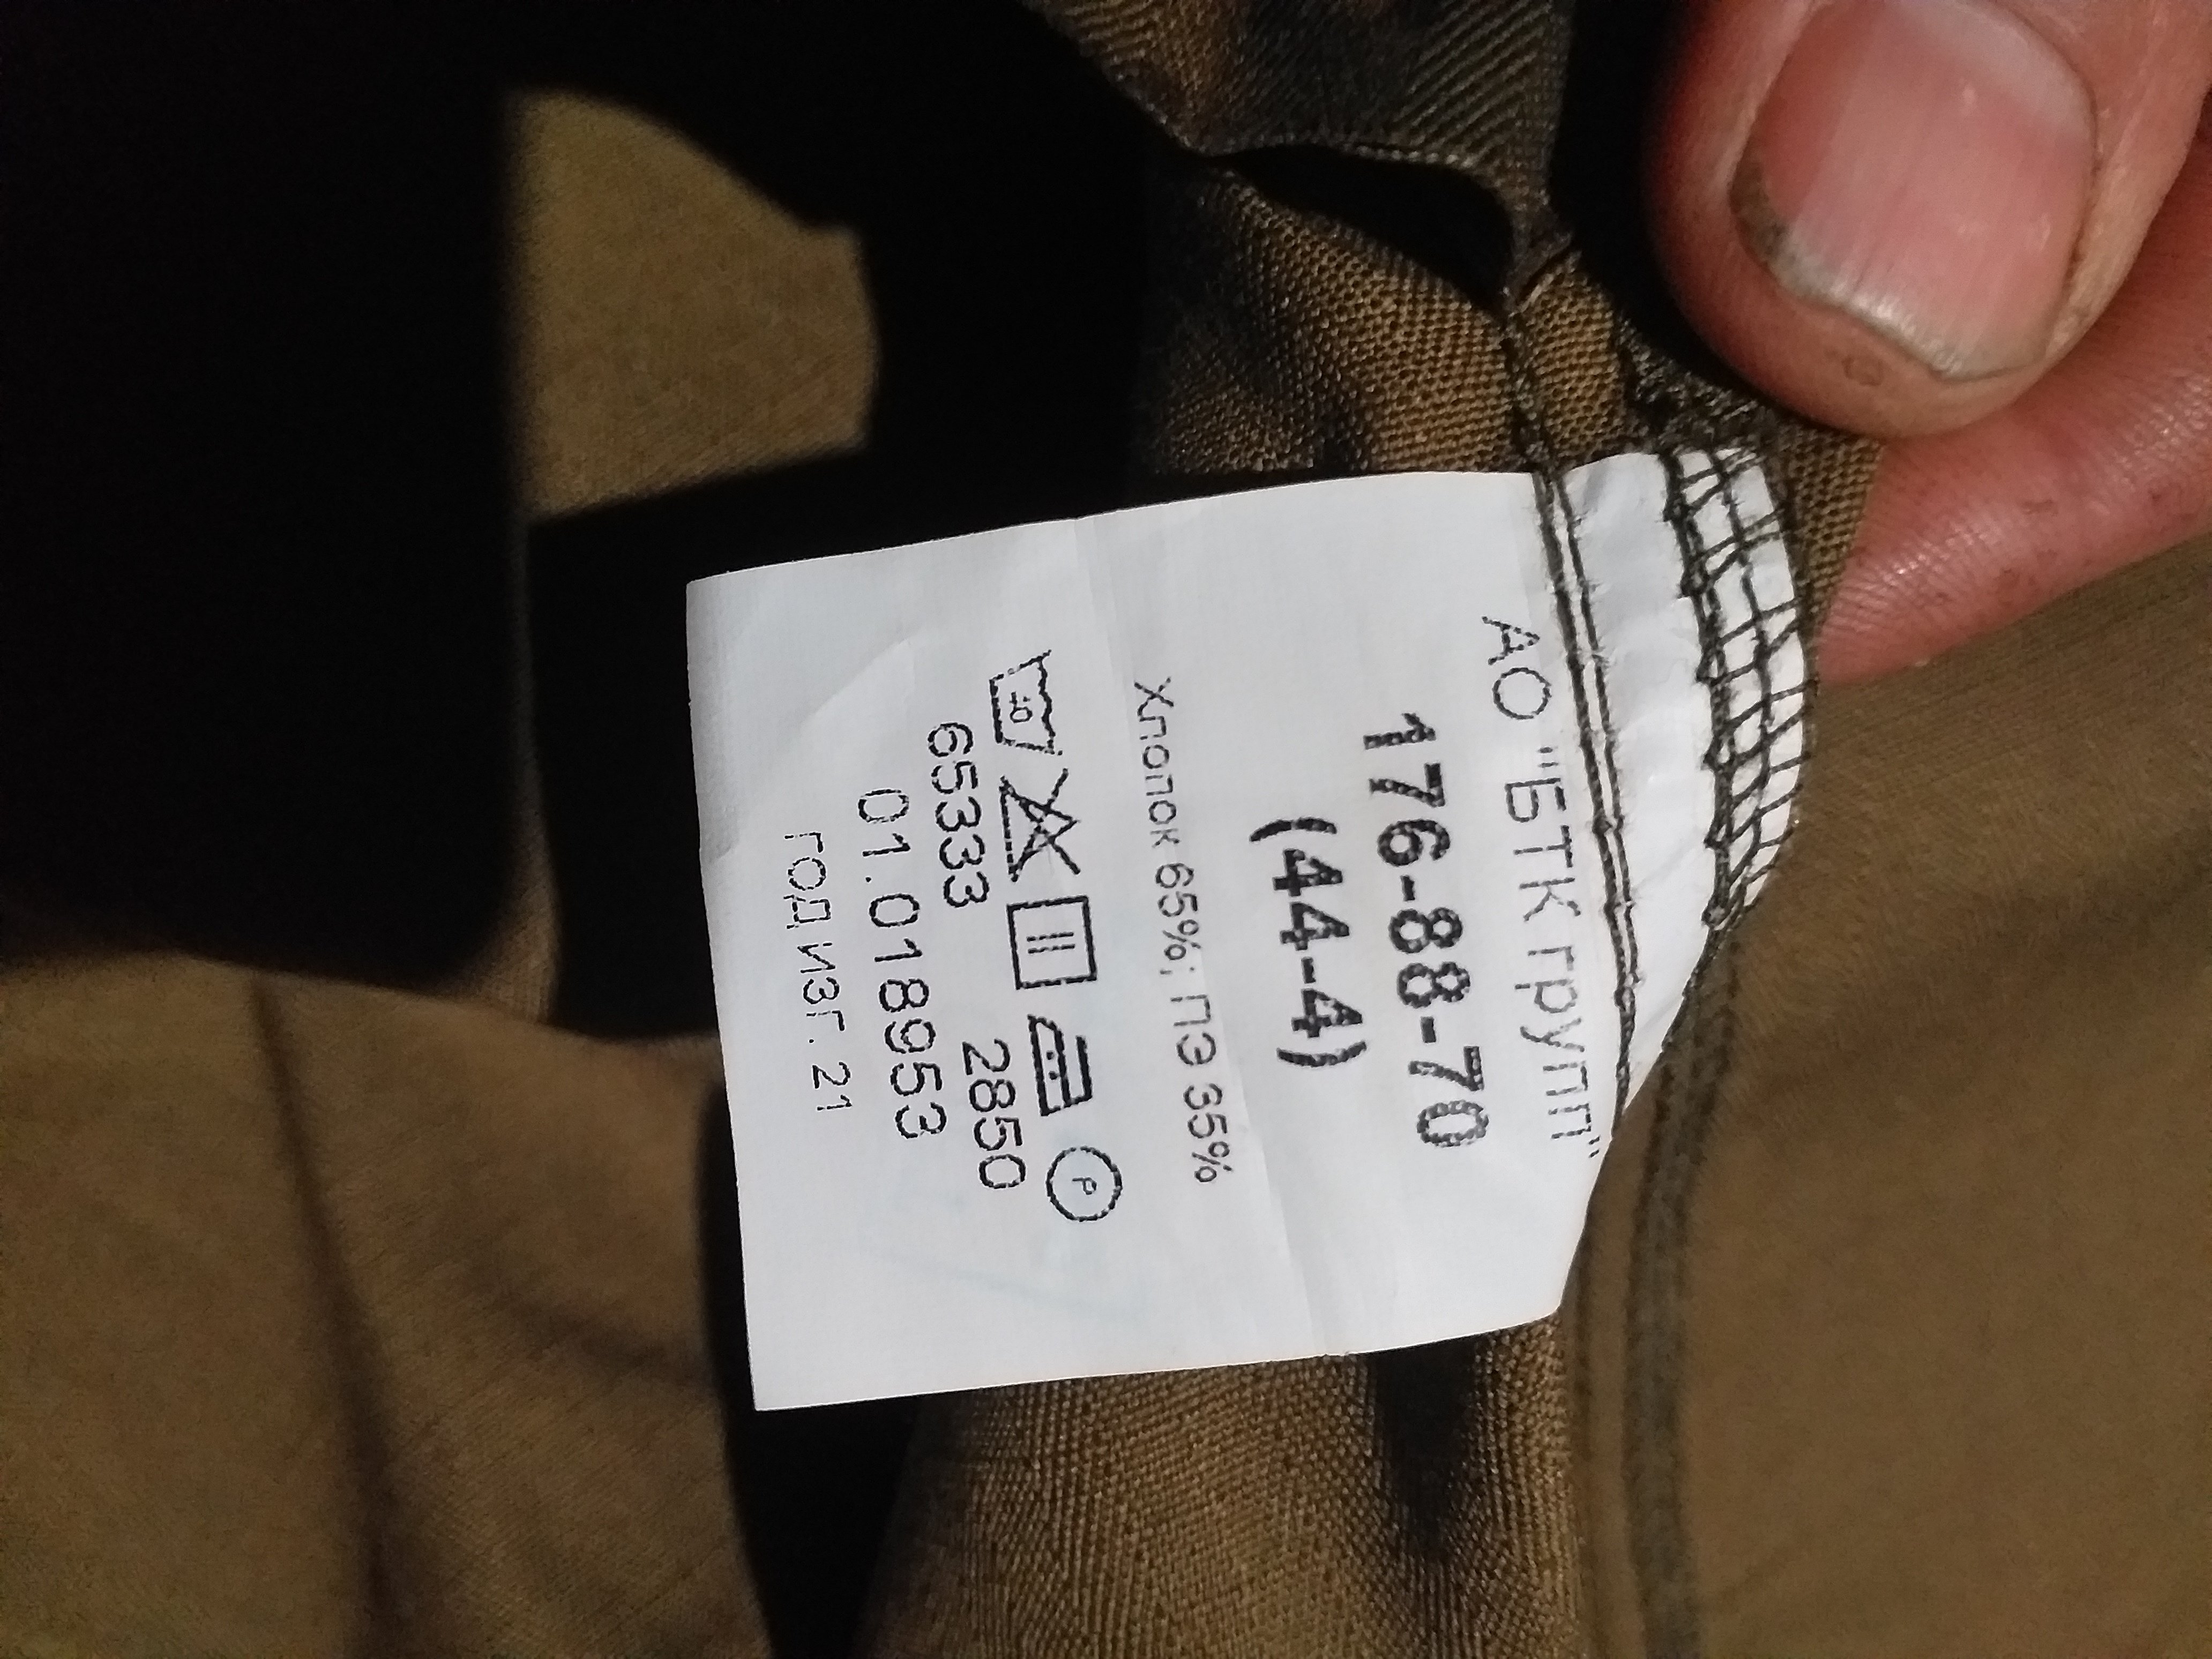 АО "БТК групп"
176-88-70
(44-4)
Хлопок 65%; ПЭ 35%
40 P
65333 2850
01.018953
ГОД ИЗГ. 21